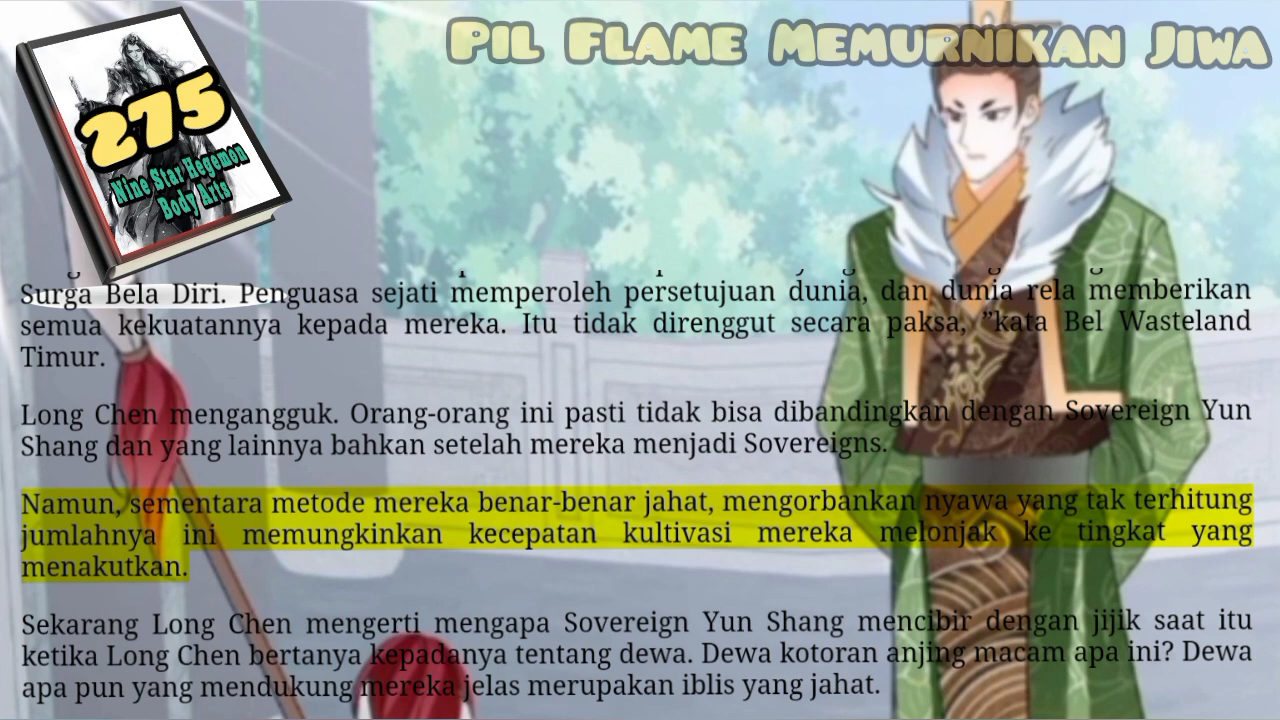 Pil Flame Memurnikan Jiwa
275
Nine Star Hegemon
Body Arts
Surga Bela Diri. Penguasa sejati memperoleh persetujuan dunia, dan dunia rela memberikan
semua kekuatannya kepada mereka. Itu tidak direnggut secara paksa, ”kata Bel Wasteland
Timur.
Long Chen mengangguk. Orang-orang ini pasti tidak bisa dibandingkan dengan Sovereign Yun
Shang dan yang lainnya bahkan setelah mereka menjadi Sovereigns.
Namun, sementara metode mereka benar-benar jahat, mengorbankan nyawa yang tak terhitung
jumlahnya ini memungkinkan kecepatan kultivasi mereka melonjak ke tingkat yang
menakutkan.
Sekarang Long Chen mengerti mengapa Sovereign Yun Shang mencibir dengan jijik saat itu
ketika Long Chen bertanya kepadanya tentang dewa. Dewa kotoran anjing macam apa ini? Dewa
apa pun yang mendukung mereka jelas merupakan iblis yang jahat.